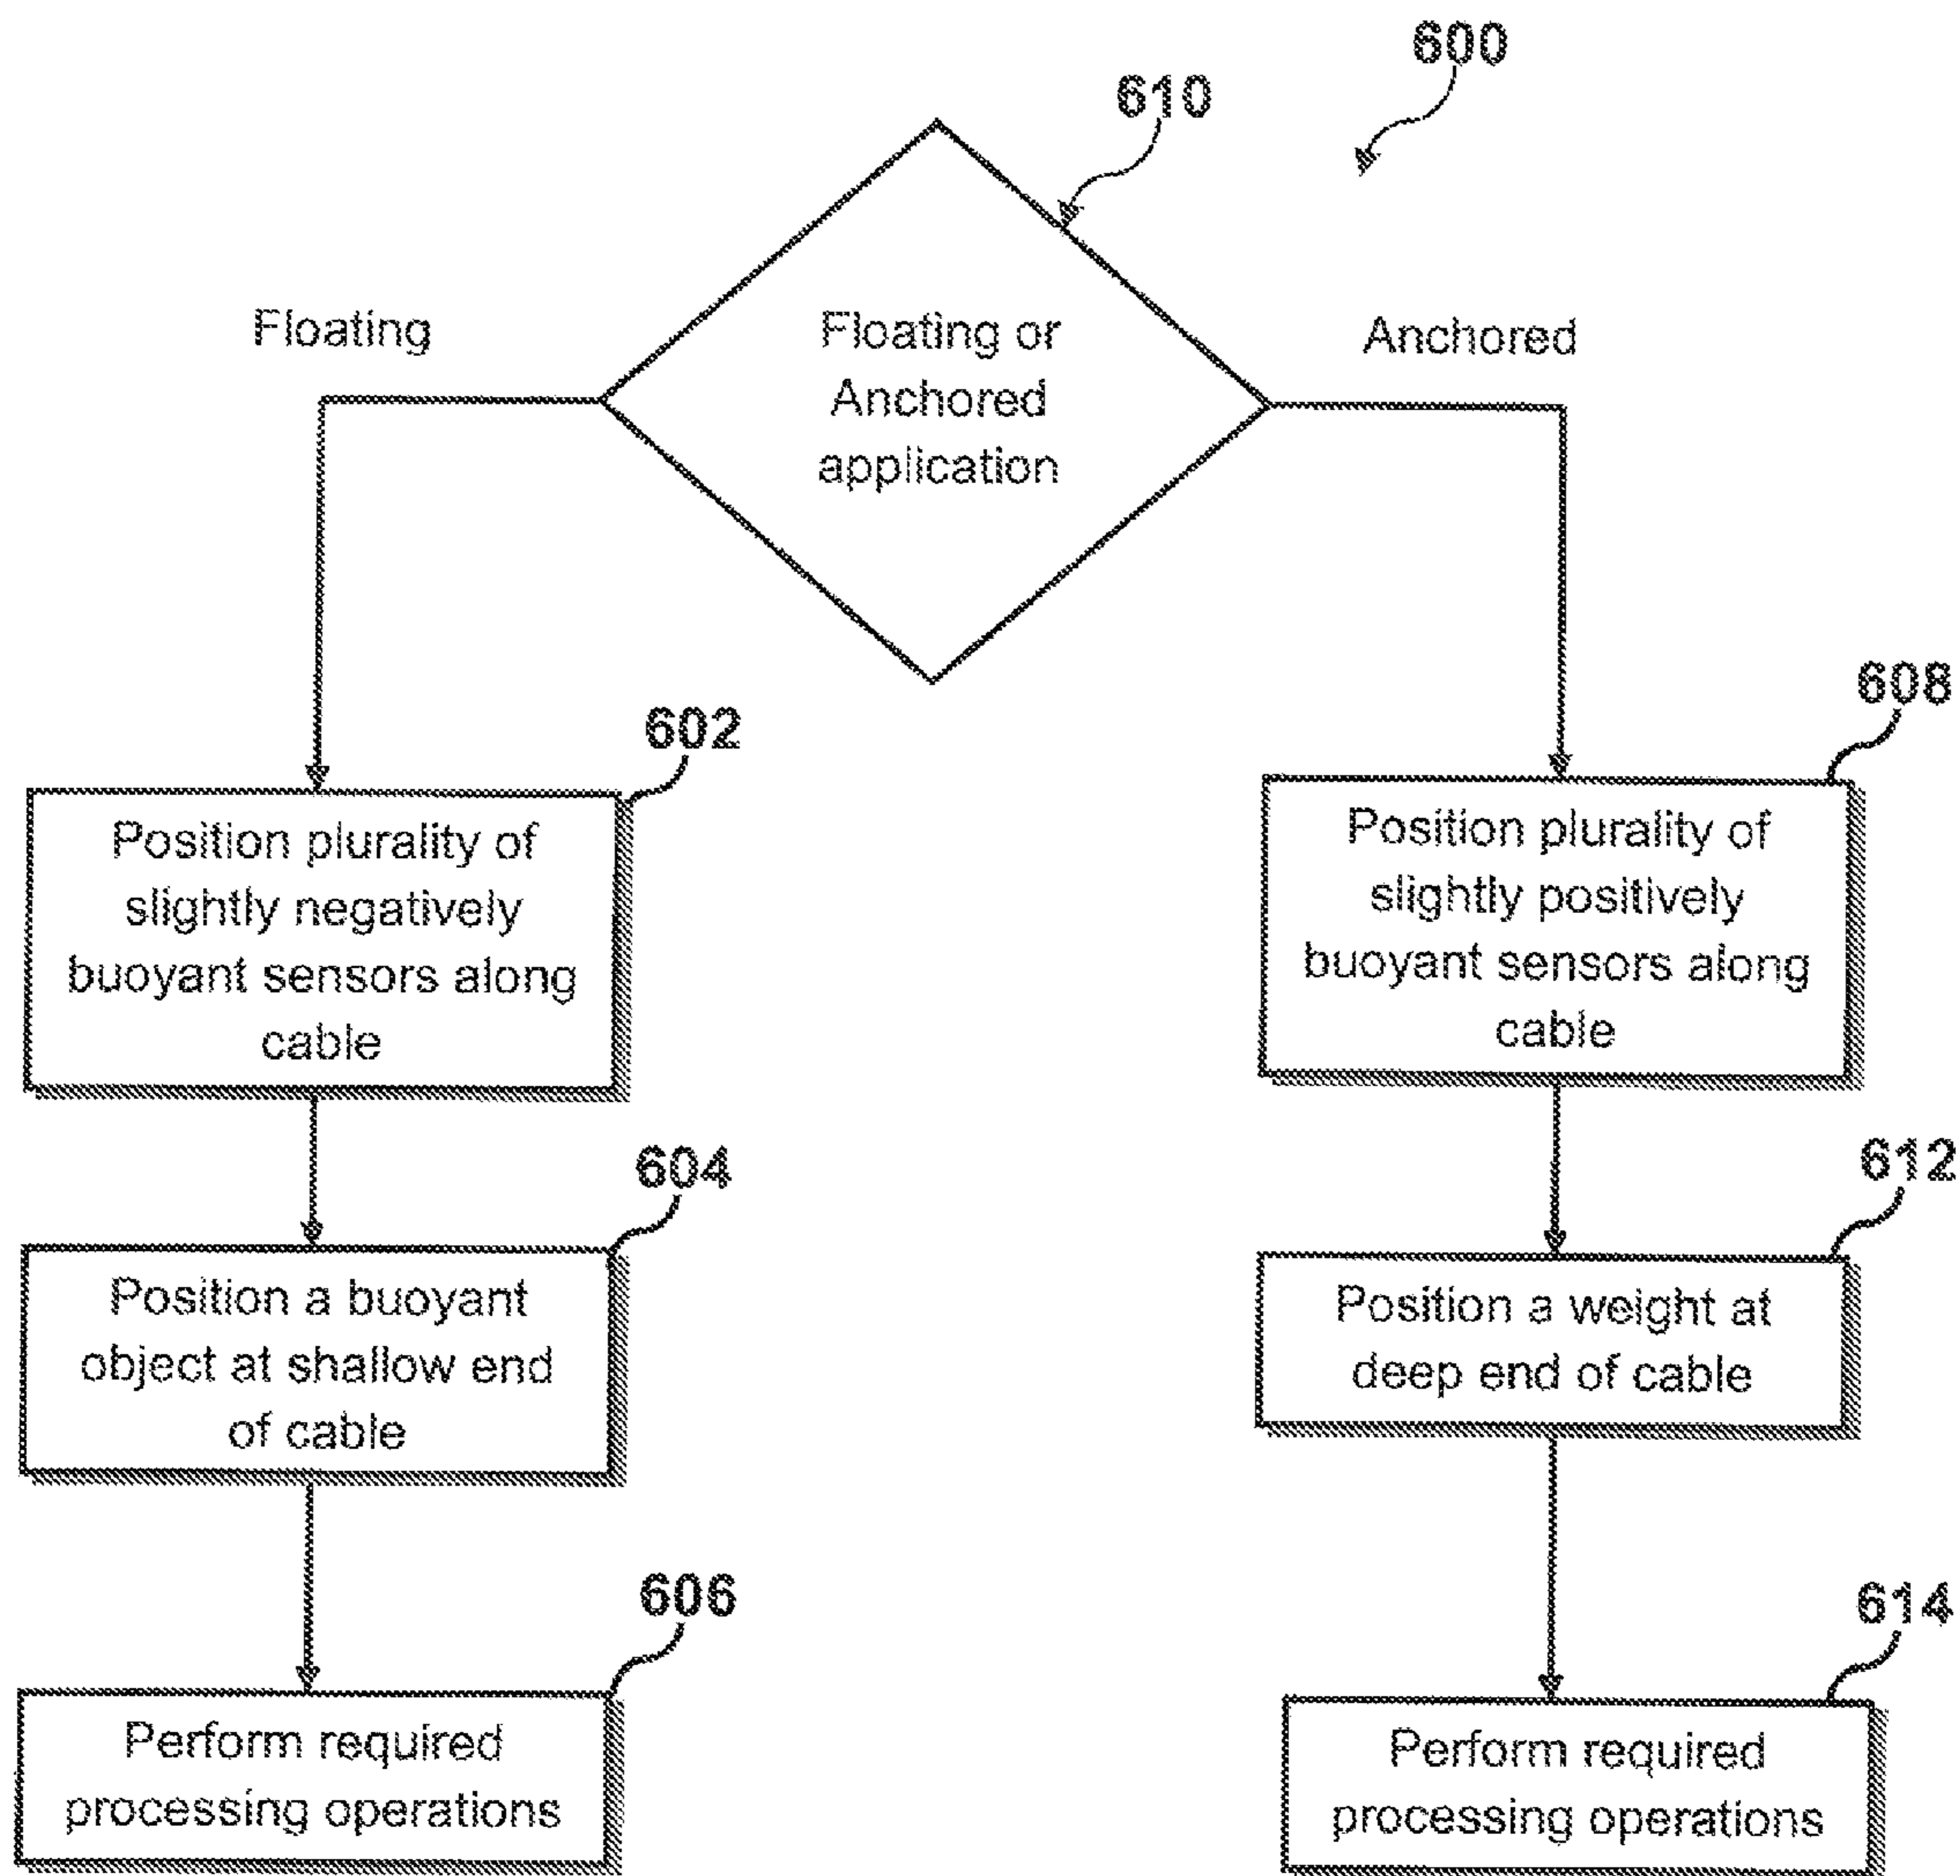 600
610
Floating
Floating or
Anchored
application
Anchored
602
Position plurality of
slightly negatively
buoyant sensors along
cable
608
Position plurality of
slightly positively
buoyant sensors along
cable
604
Position a buoyant
object at shallow end
of cable
612
Position a weight at
deep end of cable
606
Perform required
processing operations
614
Perform required
processing operations